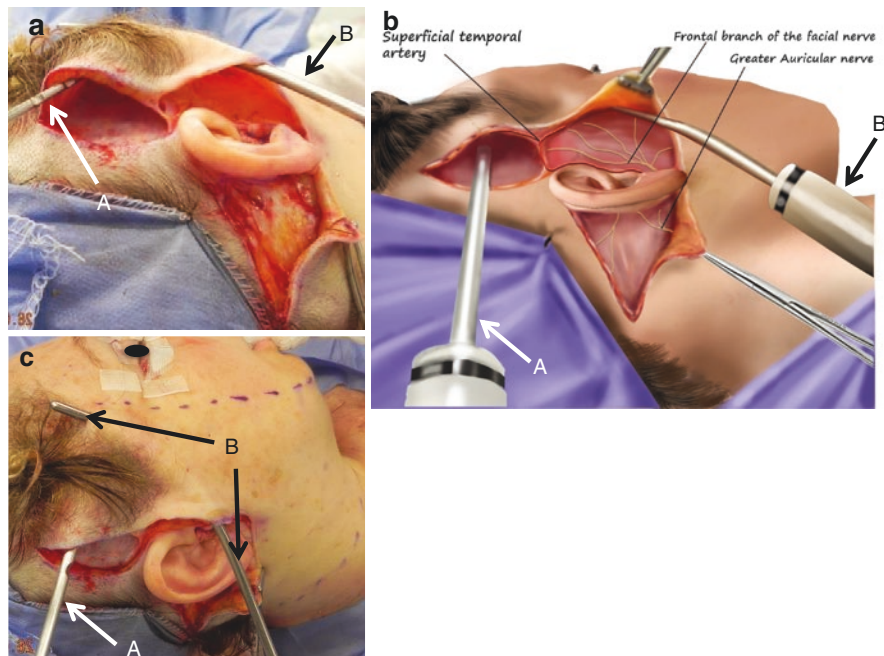 a
B
A
b
Superficial temporal
artery
Frontal branch of the facial nerve
Greater Auricular nerve
B
A
c
B
A